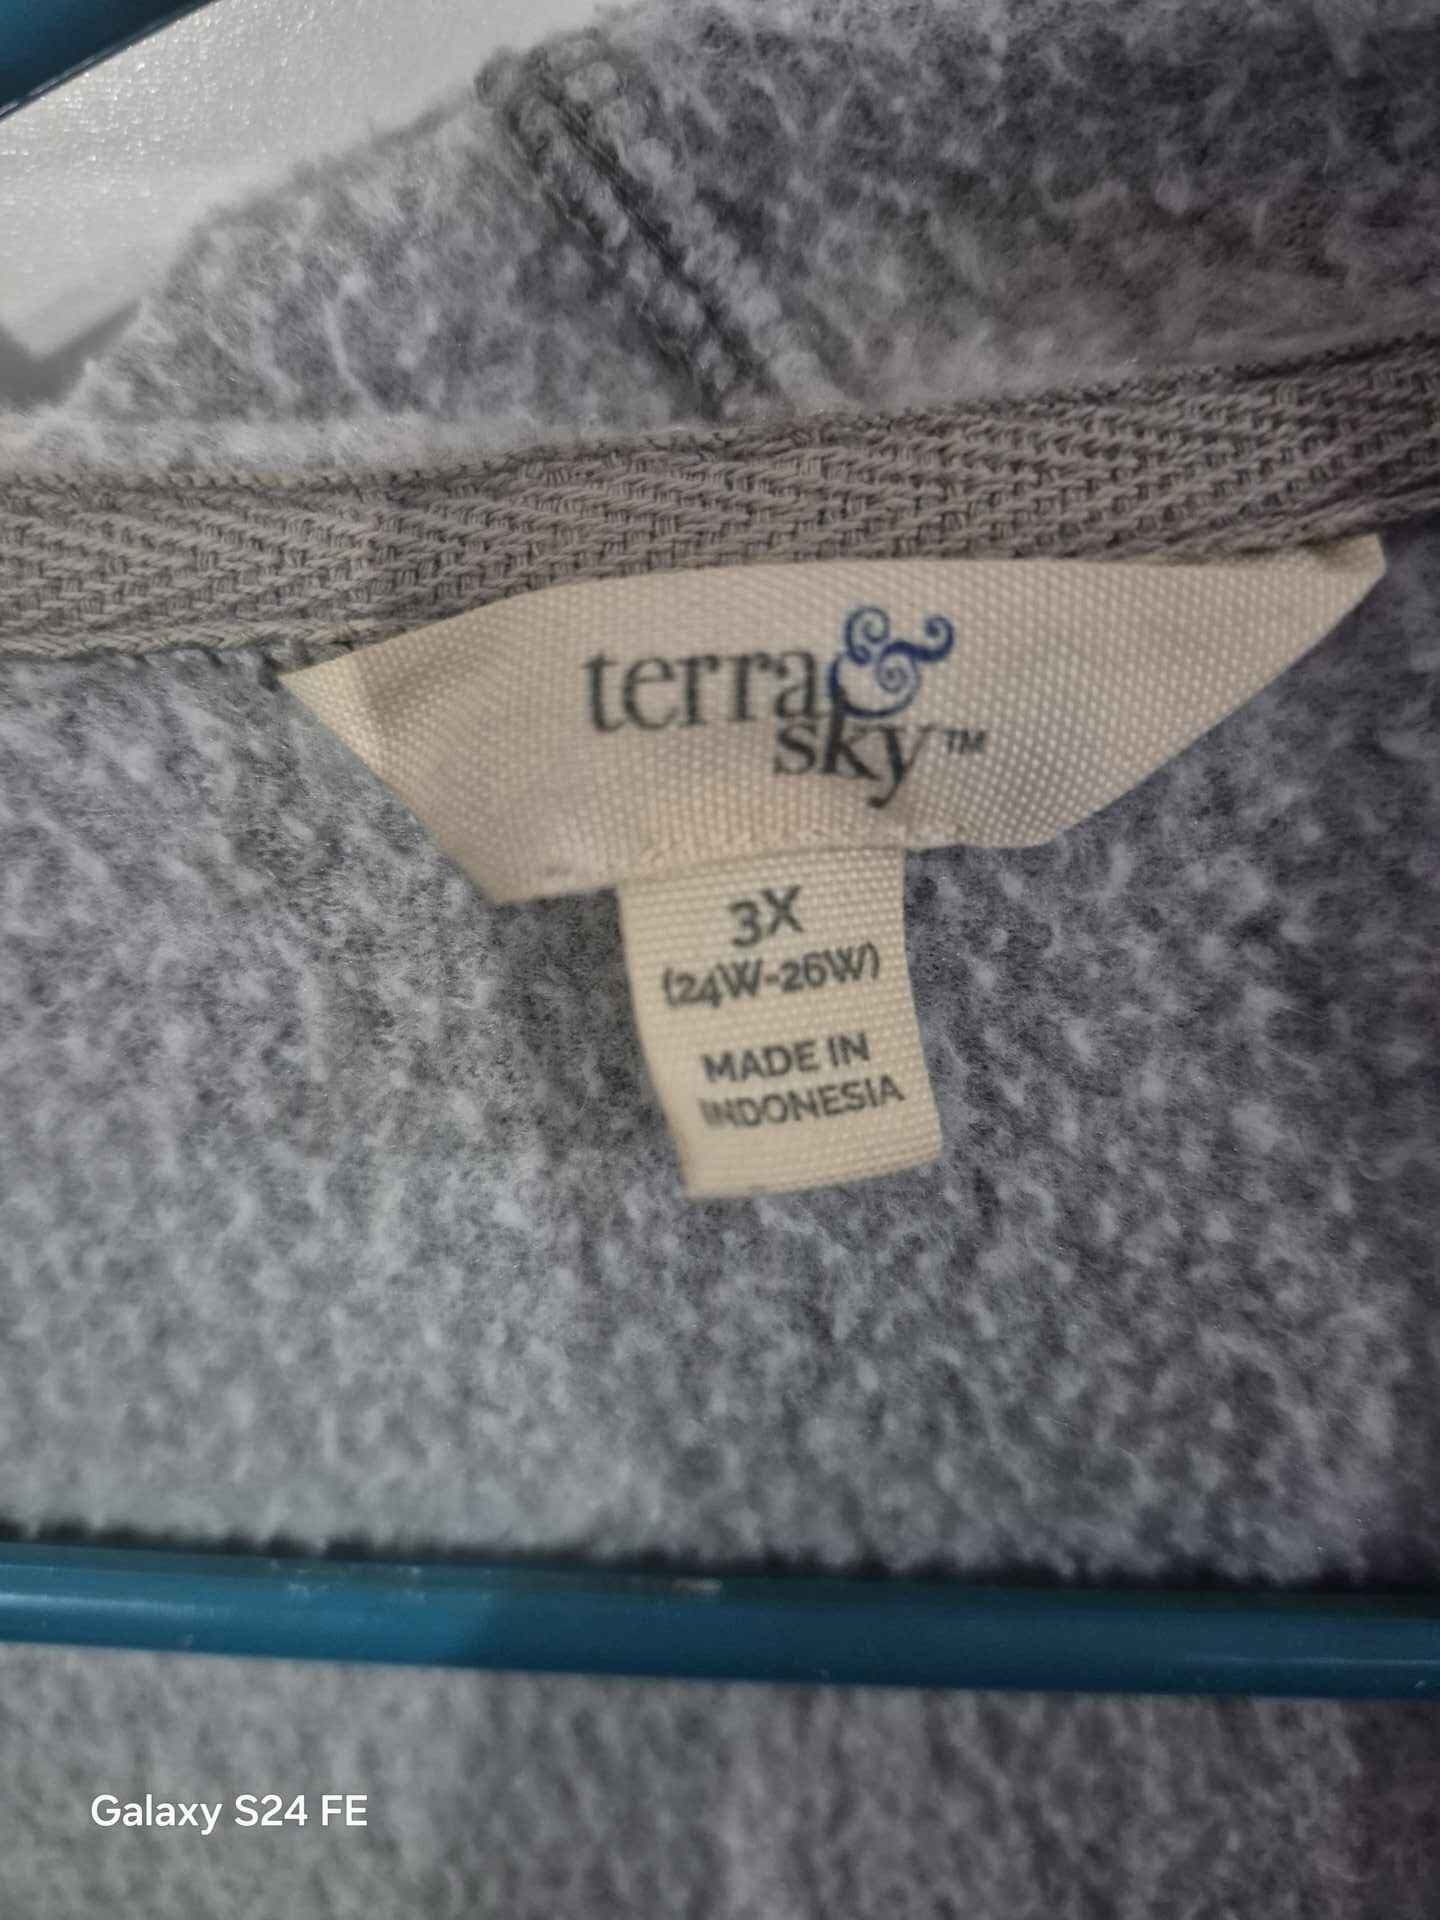 terra &
sky™
3X
(24W-26W)
MADE IN
INDONESIA
Galaxy S24 FE